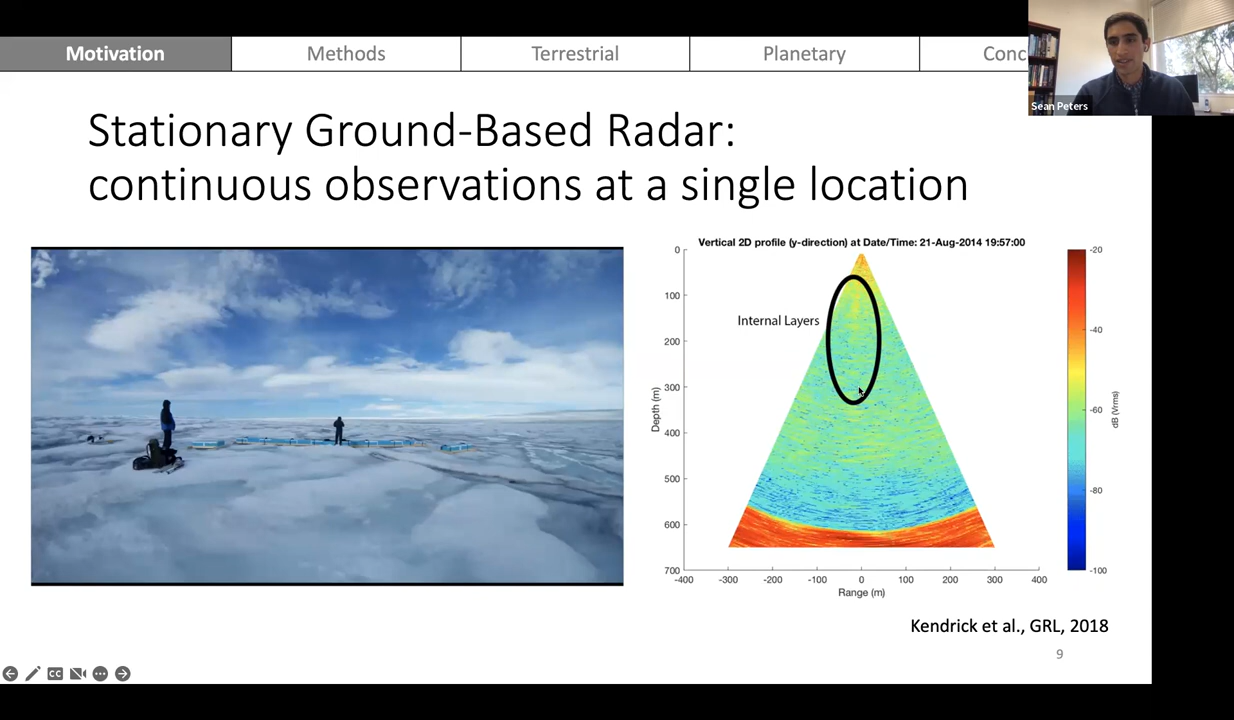 Motivation
Methods
Terrestrial
Planetary
Conc
Sean Peters
Stationary Ground-Based Radar:
continuous observations at a single location
Vertical 2D profile (y-direction) at Date/Time: 21-Aug-2014 19:57:00
0
100
200
300
400
500
600
700
Depth (m)
Internal Layers
-400
-300
-200
-100
0
100
200
300
400
Range (m)
-20
-40
-60
-80
-100
dB (Vrms)
Kendrick et al., GRL, 2018
9
CC